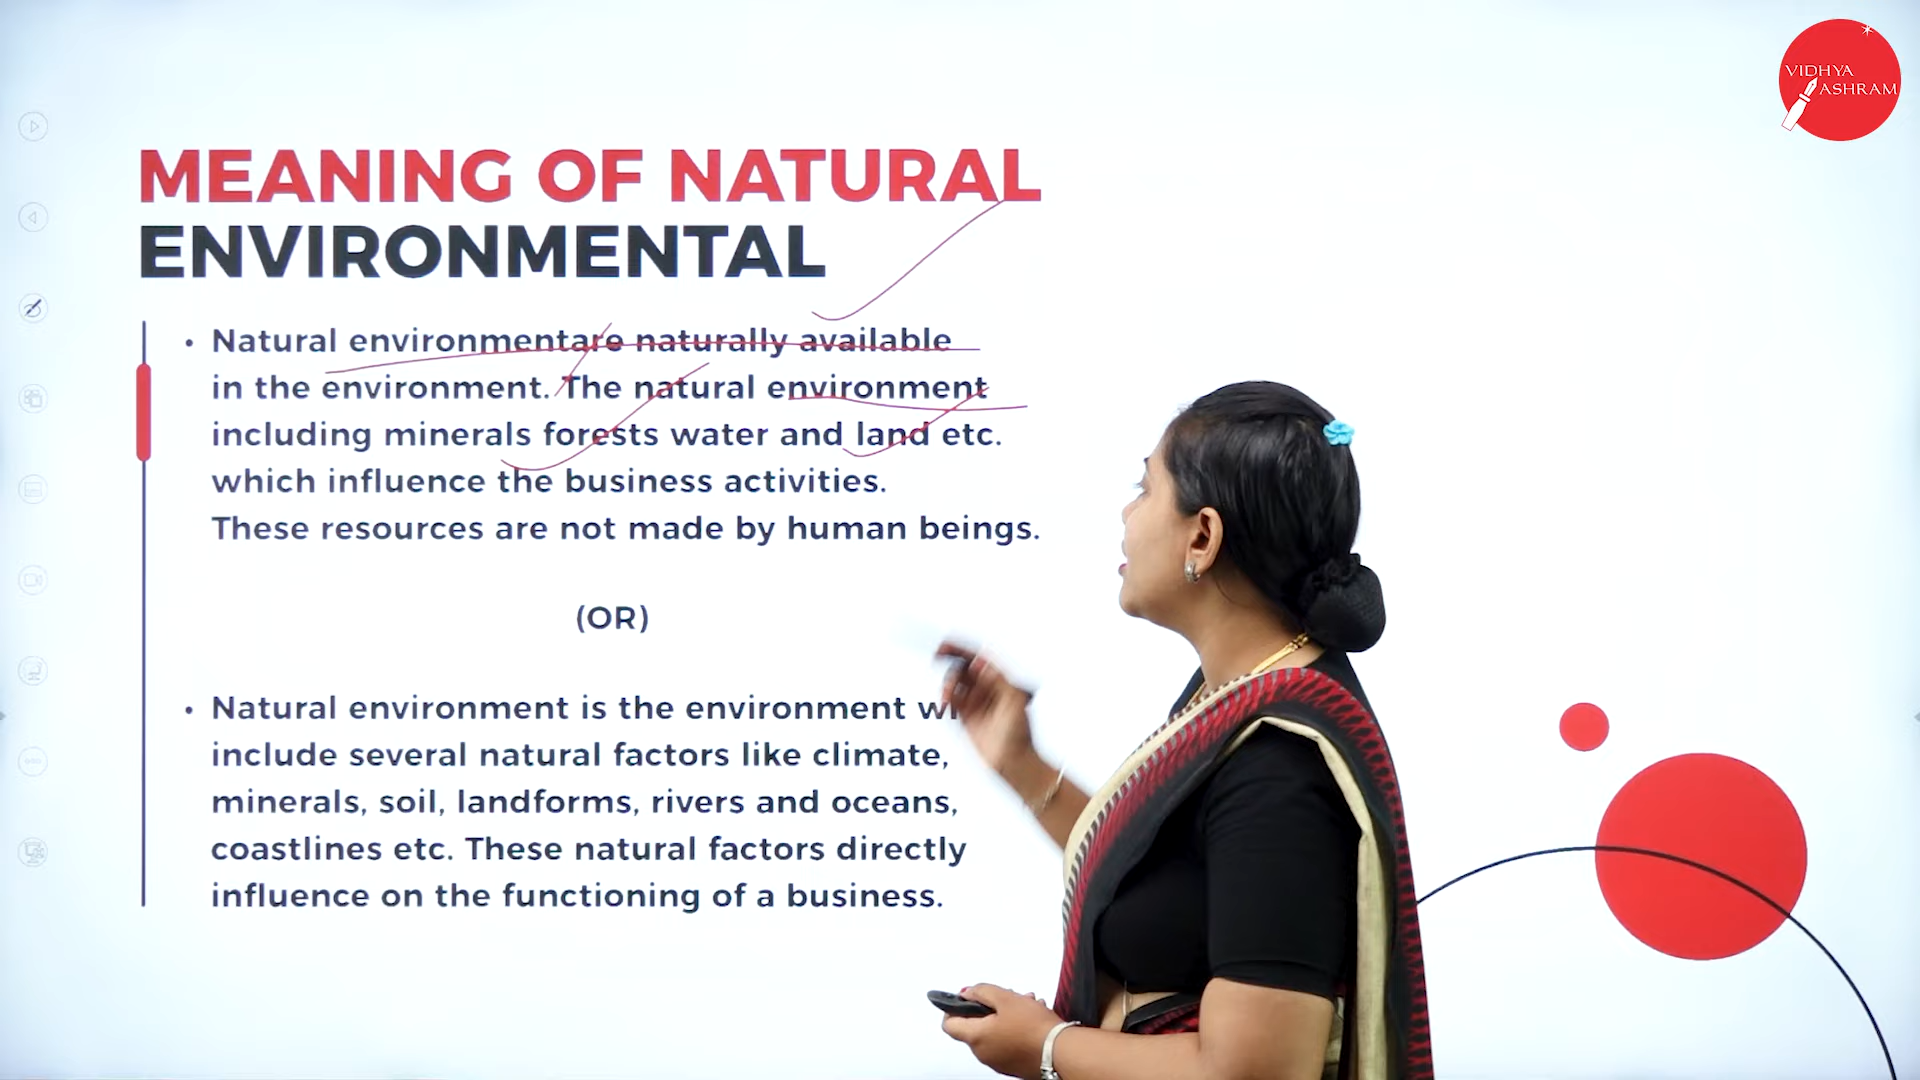 VIDHYA
ASHRAM
MEANING OF NATURAL
ENVIRONMENTAL
• Natural environmentare naturally available
in the environment. The natural environment
including minerals forests water and land etc.
which influence the business activities.
These resources are not made by human beings.
(OR)
• Natural environment is the environment
include several natural factors like climate,
minerals, soil, landforms, rivers and oceans,
coastlines etc. These natural factors directly
influence on the functioning of a business.